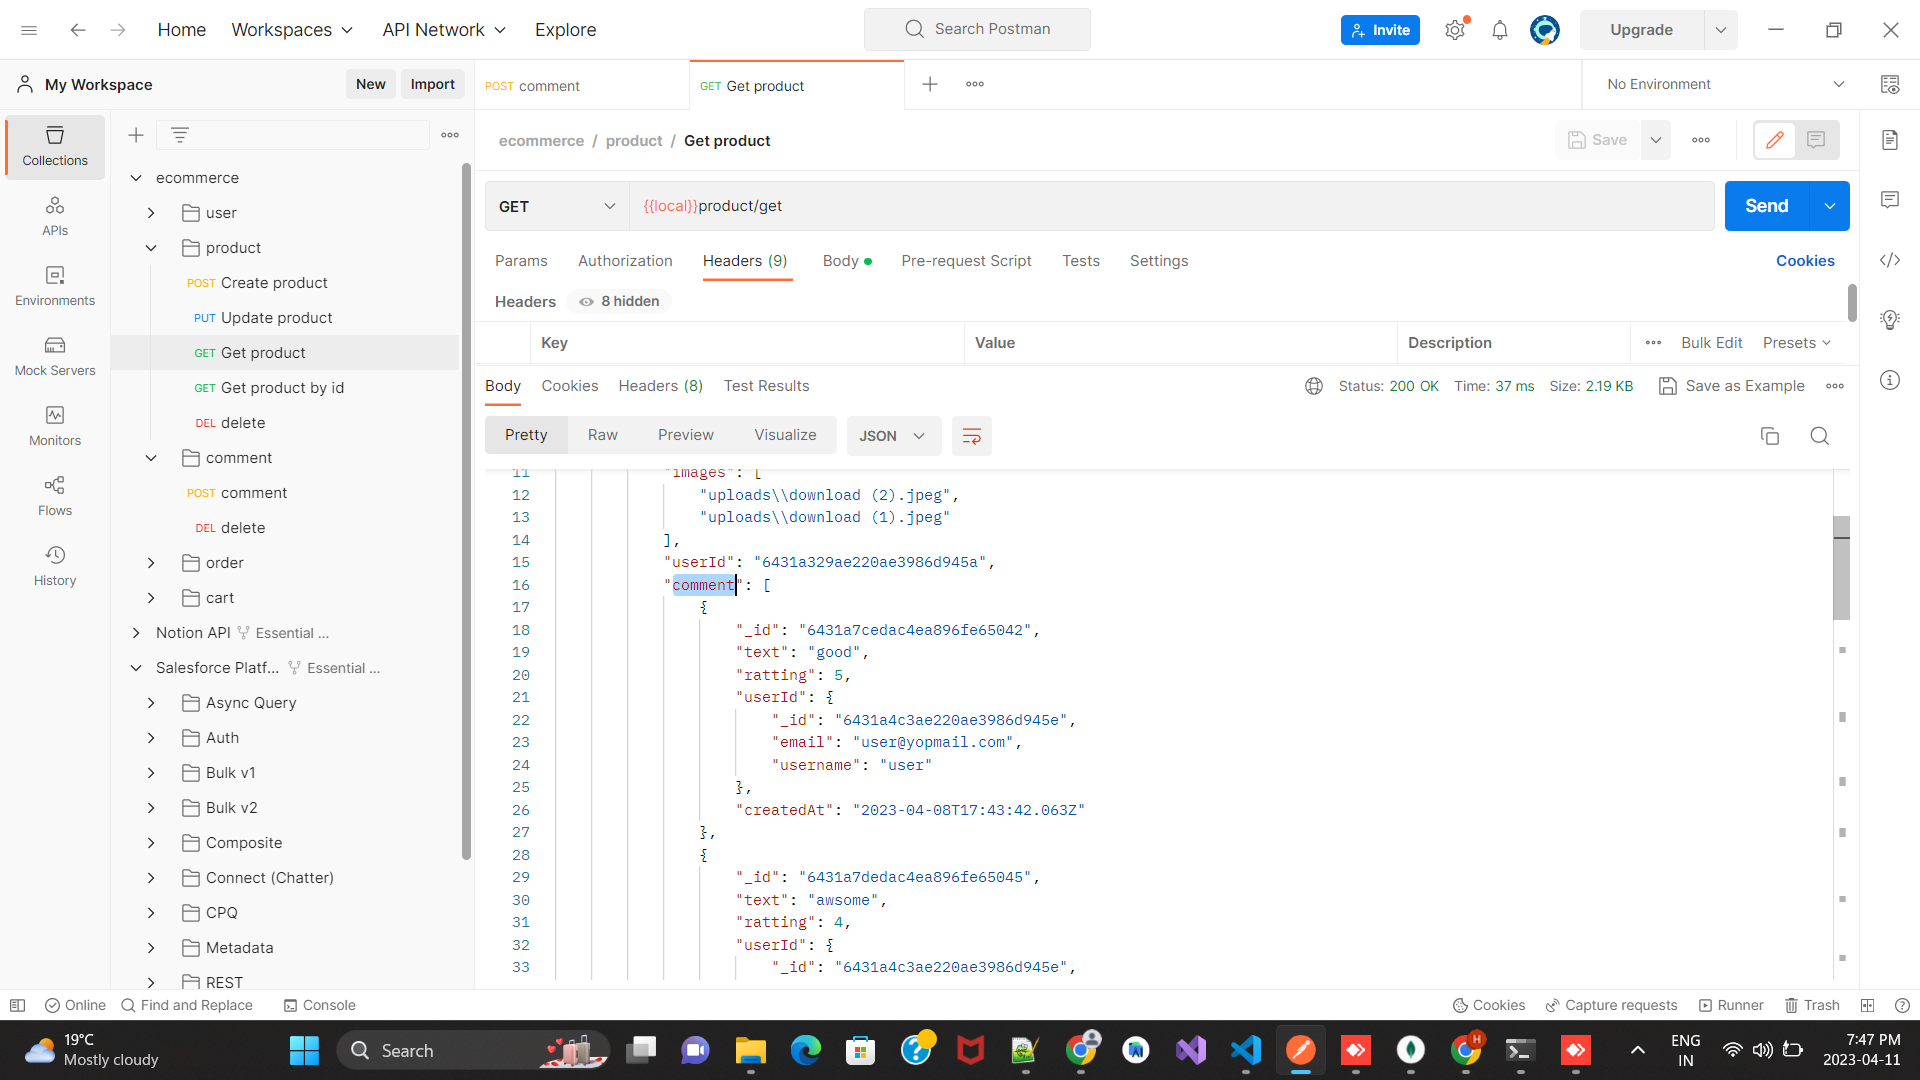 Home Workspaces API Network Explore Search Postman Invite Upgrade
My Workspace New Import POST comment GET Get product No Environment
ecommerce / product / Get product Save
GET {{local}}product/get Send
Params Authorization Headers (9) Body Pre-request Script Tests Settings Cookies
Headers 8 hidden
Key Value Description Bulk Edit Presets
Body Cookies Headers (8) Test Results Status: 200 OK Time: 37 ms Size: 2.19 KB Save as Example
Pretty Raw Preview Visualize JSON
Collections
APIs
Environments
Mock Servers
Monitors
Flows
History
ecommerce
user
product
POST Create product
PUT Update product
GET Get product
GET Get product by id
DEL delete
comment
POST comment
DEL delete
order
cart
Notion API Essential ...
Salesforce Platf... Essential ...
Async Query
Auth
Bulk v1
Bulk v2
Composite
Connect (Chatter)
CPQ
Metadata
REST
11 "images": [
12 "uploads\\download (2).jpeg",
13 "uploads\\download (1).jpeg"
14 ],
15 "userId": "6431a329ae220ae3986d945a",
16 "comment": [
17 {
18 "_id": "6431a7cedac4ea896fe65042",
19 "text": "good",
20 "ratting": 5,
21 "userId": {
22 "_id": "6431a4c3ae220ae3986d945e",
23 "email": "user@yopmail.com",
24 "username": "user"
25 },
26 "createdAt": "2023-04-08T17:43:42.063Z"
27 },
28 {
29 "_id": "6431a7dedac4ea896fe65045",
30 "text": "awsome",
31 "ratting": 4,
32 "userId": {
33 "_id": "6431a4c3ae220ae3986d945e",
Online Find and Replace Console Cookies Capture requests Runner Trash
19°C
Mostly cloudy
Search
H
ENG
IN
7:47 PM
2023-04-11